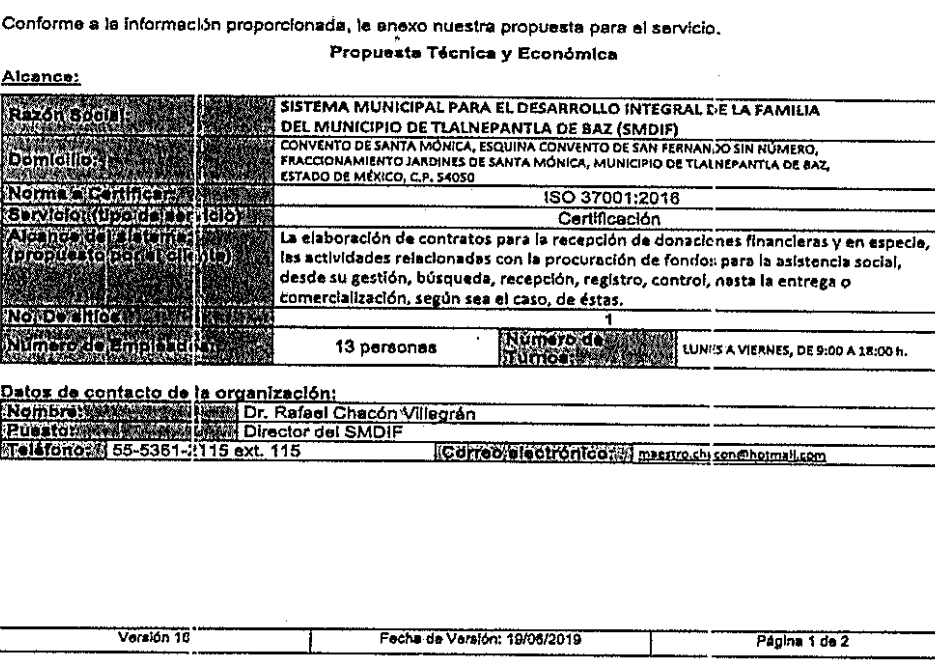 Conforme a la información proporcionada, le anexo nuestra propuesta para el servicio.
Propuesta Técnica y Económica
Alcance:
Razón Social: SISTEMA MUNICIPAL PARA EL DESARROLLO INTEGRAL DE LA FAMILIA
DEL MUNICIPIO DE TLALNEPANTLA DE BAZ (SMDIF)
Domicilio: CONVENTO DE SANTA MÓNICA, ESQUINA CONVENTO DE SAN FERNANDO SIN NÚMERO,
FRACCIONAMIENTO JARDINES DE SANTA MÓNICA, MUNICIPIO DE TLALNEPANTLA DE BAZ,
ESTADO DE MÉXICO, C.P. 54050
Norma a Certificar: ISO 37001:2016
Servicio: (tipo de servicio) Certificación
Alcance del sistema: La elaboración de contratos para la recepción de donaciones financieras y en especie,
(propuesto por el cliente) las actividades relacionadas con la procuración de fondos para la asistencia social,
desde su gestión, búsqueda, recepción, registro, control, hasta la entrega o
comercialización, según sea el caso, de éstas.
No. De sitios 1
Número de Empleados: 13 personas Número de Turnos: LUNES A VIERNES, DE 9:00 A 18:00 h.
Datos de contacto de la organización:
Nombre: Dr. Rafael Chacón Villagrán
Puesto: Director del SMDIF
Teléfono: 55-5361-2115 ext. 115 Correo electrónico:
Versión 10 Fecha de Versión: 19/06/2019 Página 1 de 2